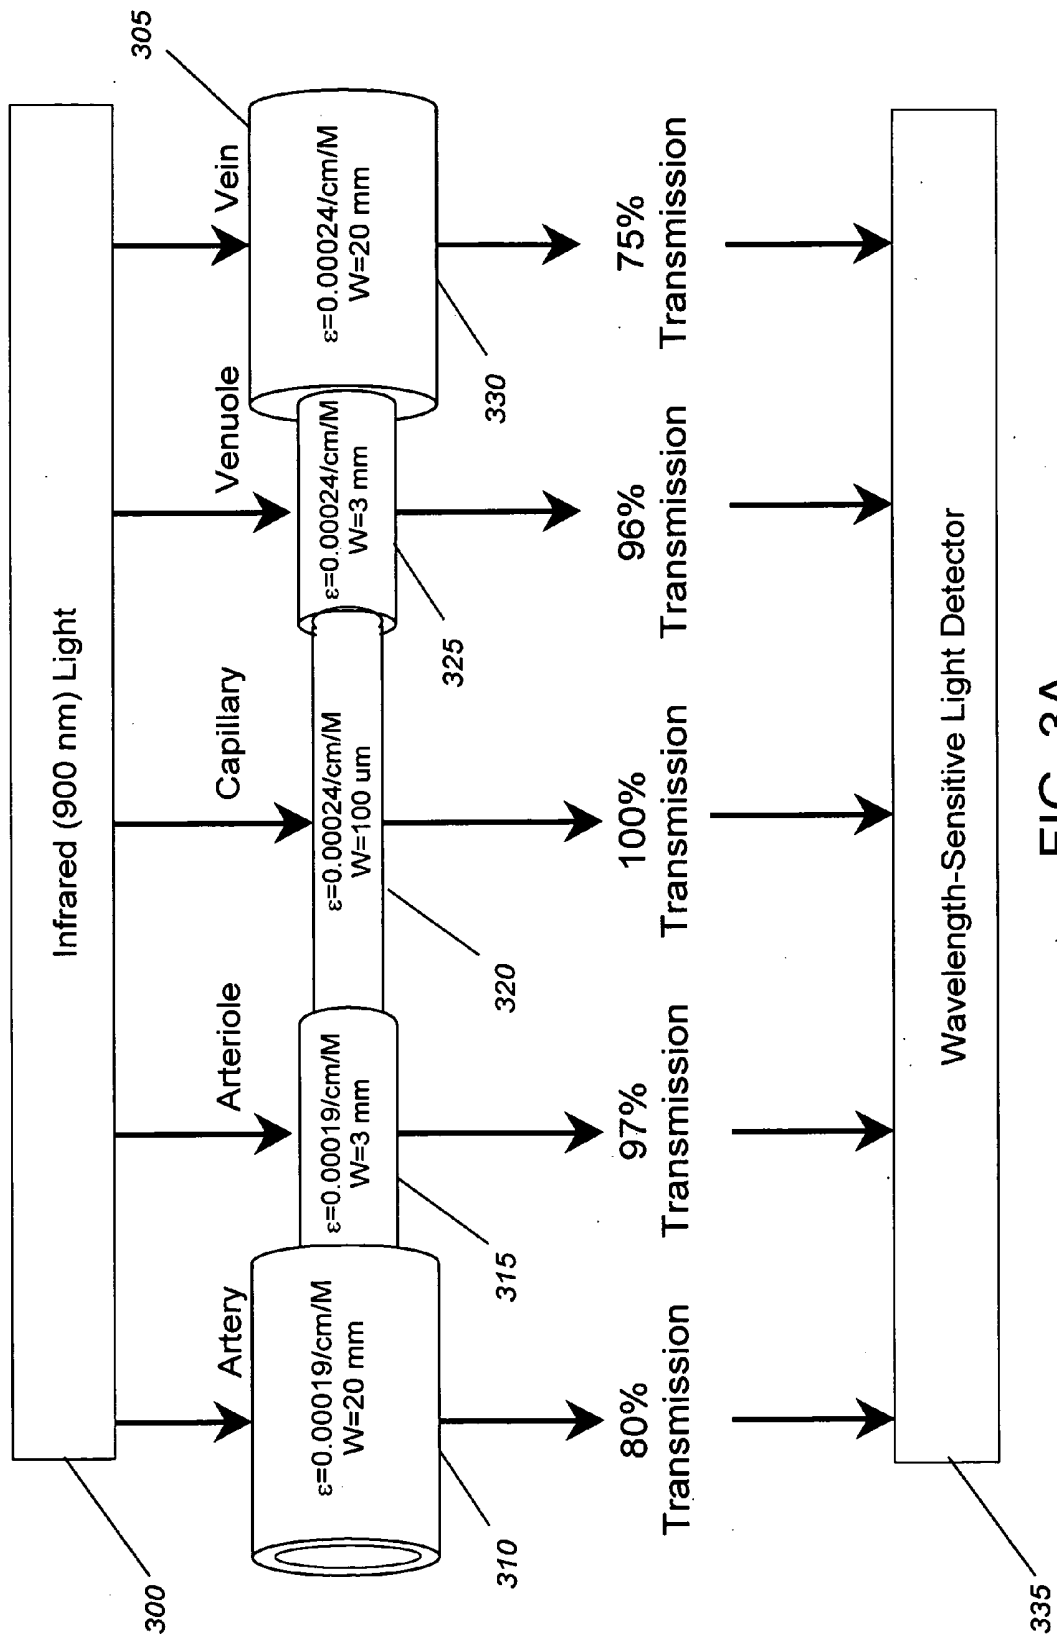 300
Infrared (900 nm) Light
305
Artery
Arteriole
Capillary
Venuole
Vein
ε=0.00019/cm/M
W=20 mm
ε=0.00019/cm/M
W=3 mm
ε=0.00024/cm/M
W=100 um
ε=0.00024/cm/M
W=3 mm
ε=0.00024/cm/M
W=20 mm
310
315
320
325
330
80%
Transmission
97%
Transmission
100%
Transmission
96%
Transmission
75%
Transmission
335
Wavelength-Sensitive Light Detector
FIG. 3A